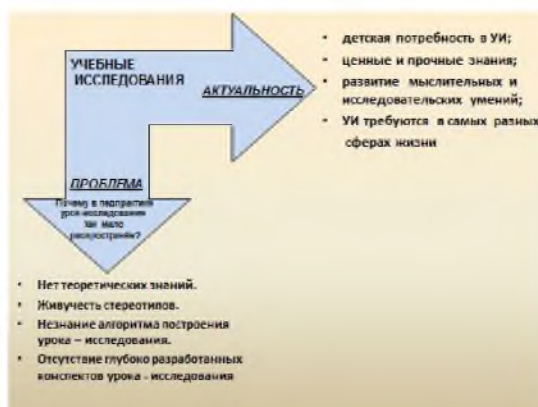 УЧЕБНЫЕ
ИССЛЕДОВАНИЯ
АКТУАЛЬНОСТЬ
• детская потребность в УИ;
• ценные и прочные знания;
• развитие мыслительных и
исследовательских умений;
• УИ требуются в самых разных
сферах жизни
ПРОБЛЕМА
Почему в педпрактике
урок-исследование
так мало
распространён?
• Нет теоретических знаний.
• Живучесть стереотипов.
• Незнание алгоритма построения
урока – исследования.
• Отсутствие глубоко разработанных
конспектов урока - исследования